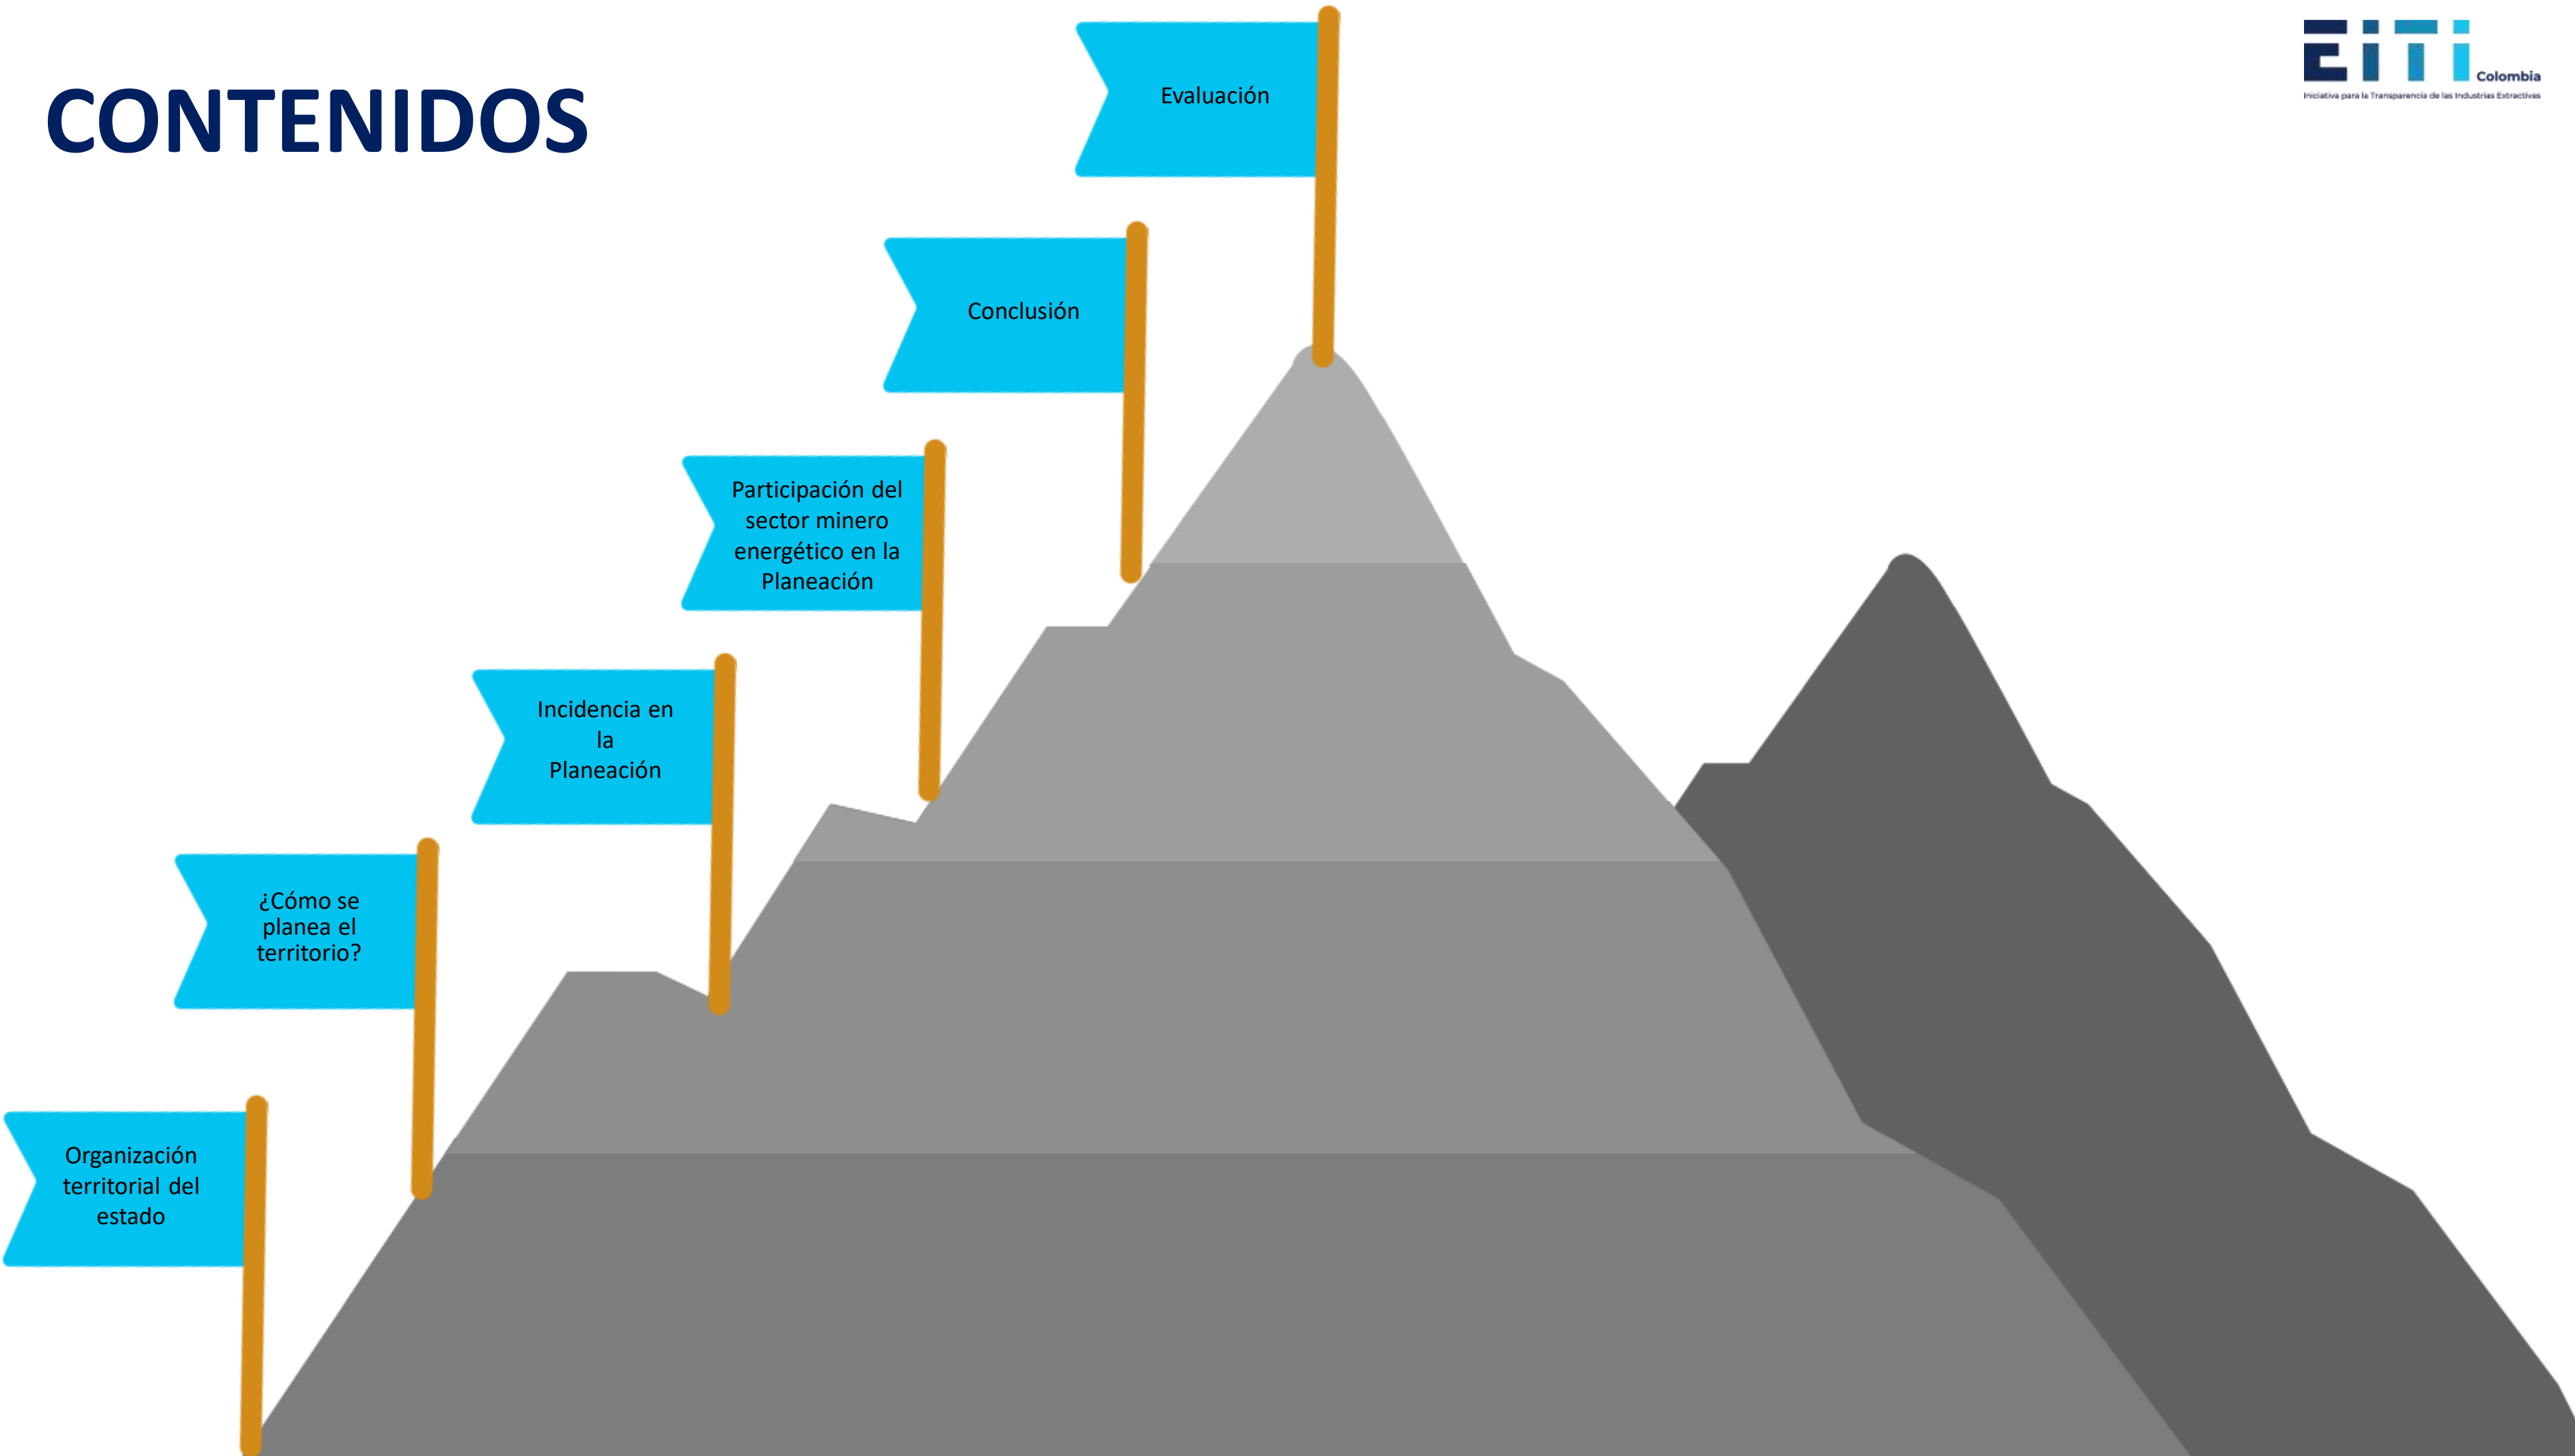 CONTENIDOS
EiTi
Colombia
Iniciativa para la Transparencia de las Industrias Extractivas
Evaluación
Conclusión
Participación del
sector minero
energético en la
Planeación
Incidencia en
la
Planeación
¿Cómo se
planea el
territorio?
Organización
territorial del
estado